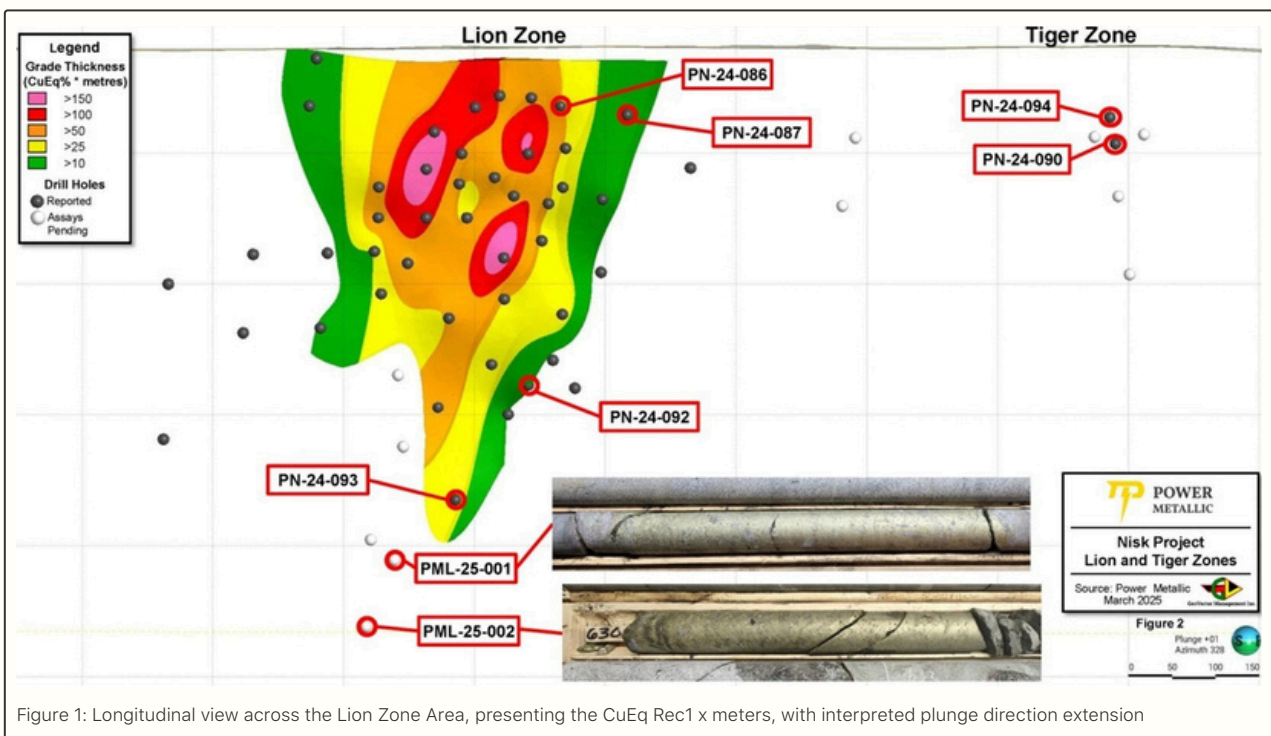 Lion Zone
Tiger Zone
Legend
Grade Thickness
(CuEq% * metres)
>150
>100
>50
>25
>10
Drill Holes
Reported
Assays
Pending
PN-24-086
PN-24-087
PN-24-094
PN-24-090
PN-24-092
PN-24-093
PML-25-001
PML-25-002
630
POWER
METALLIC
Nisk Project
Lion and Tiger Zones
Source: Power Metallic
March 2025
GeoVector Management Inc.
Figure 2
Plunge +01
Azimuth 328
0 50 100 150
Figure 1: Longitudinal view across the Lion Zone Area, presenting the CuEq Rec1 x meters, with interpreted plunge direction extension